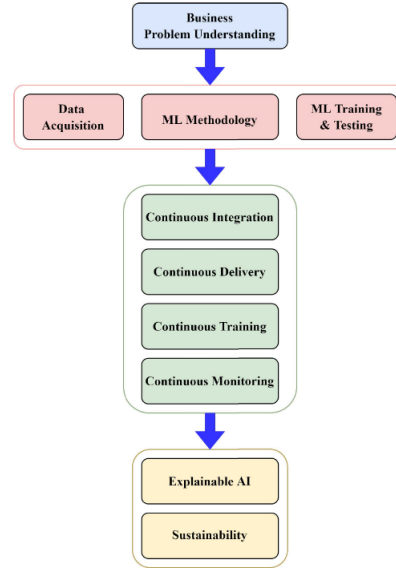 Business
Problem Understanding
Data
Acquisition
ML Methodology
ML Training
& Testing
Continuous Integration
Continuous Delivery
Continuous Training
Continuous Monitoring
Explainable AI
Sustainability